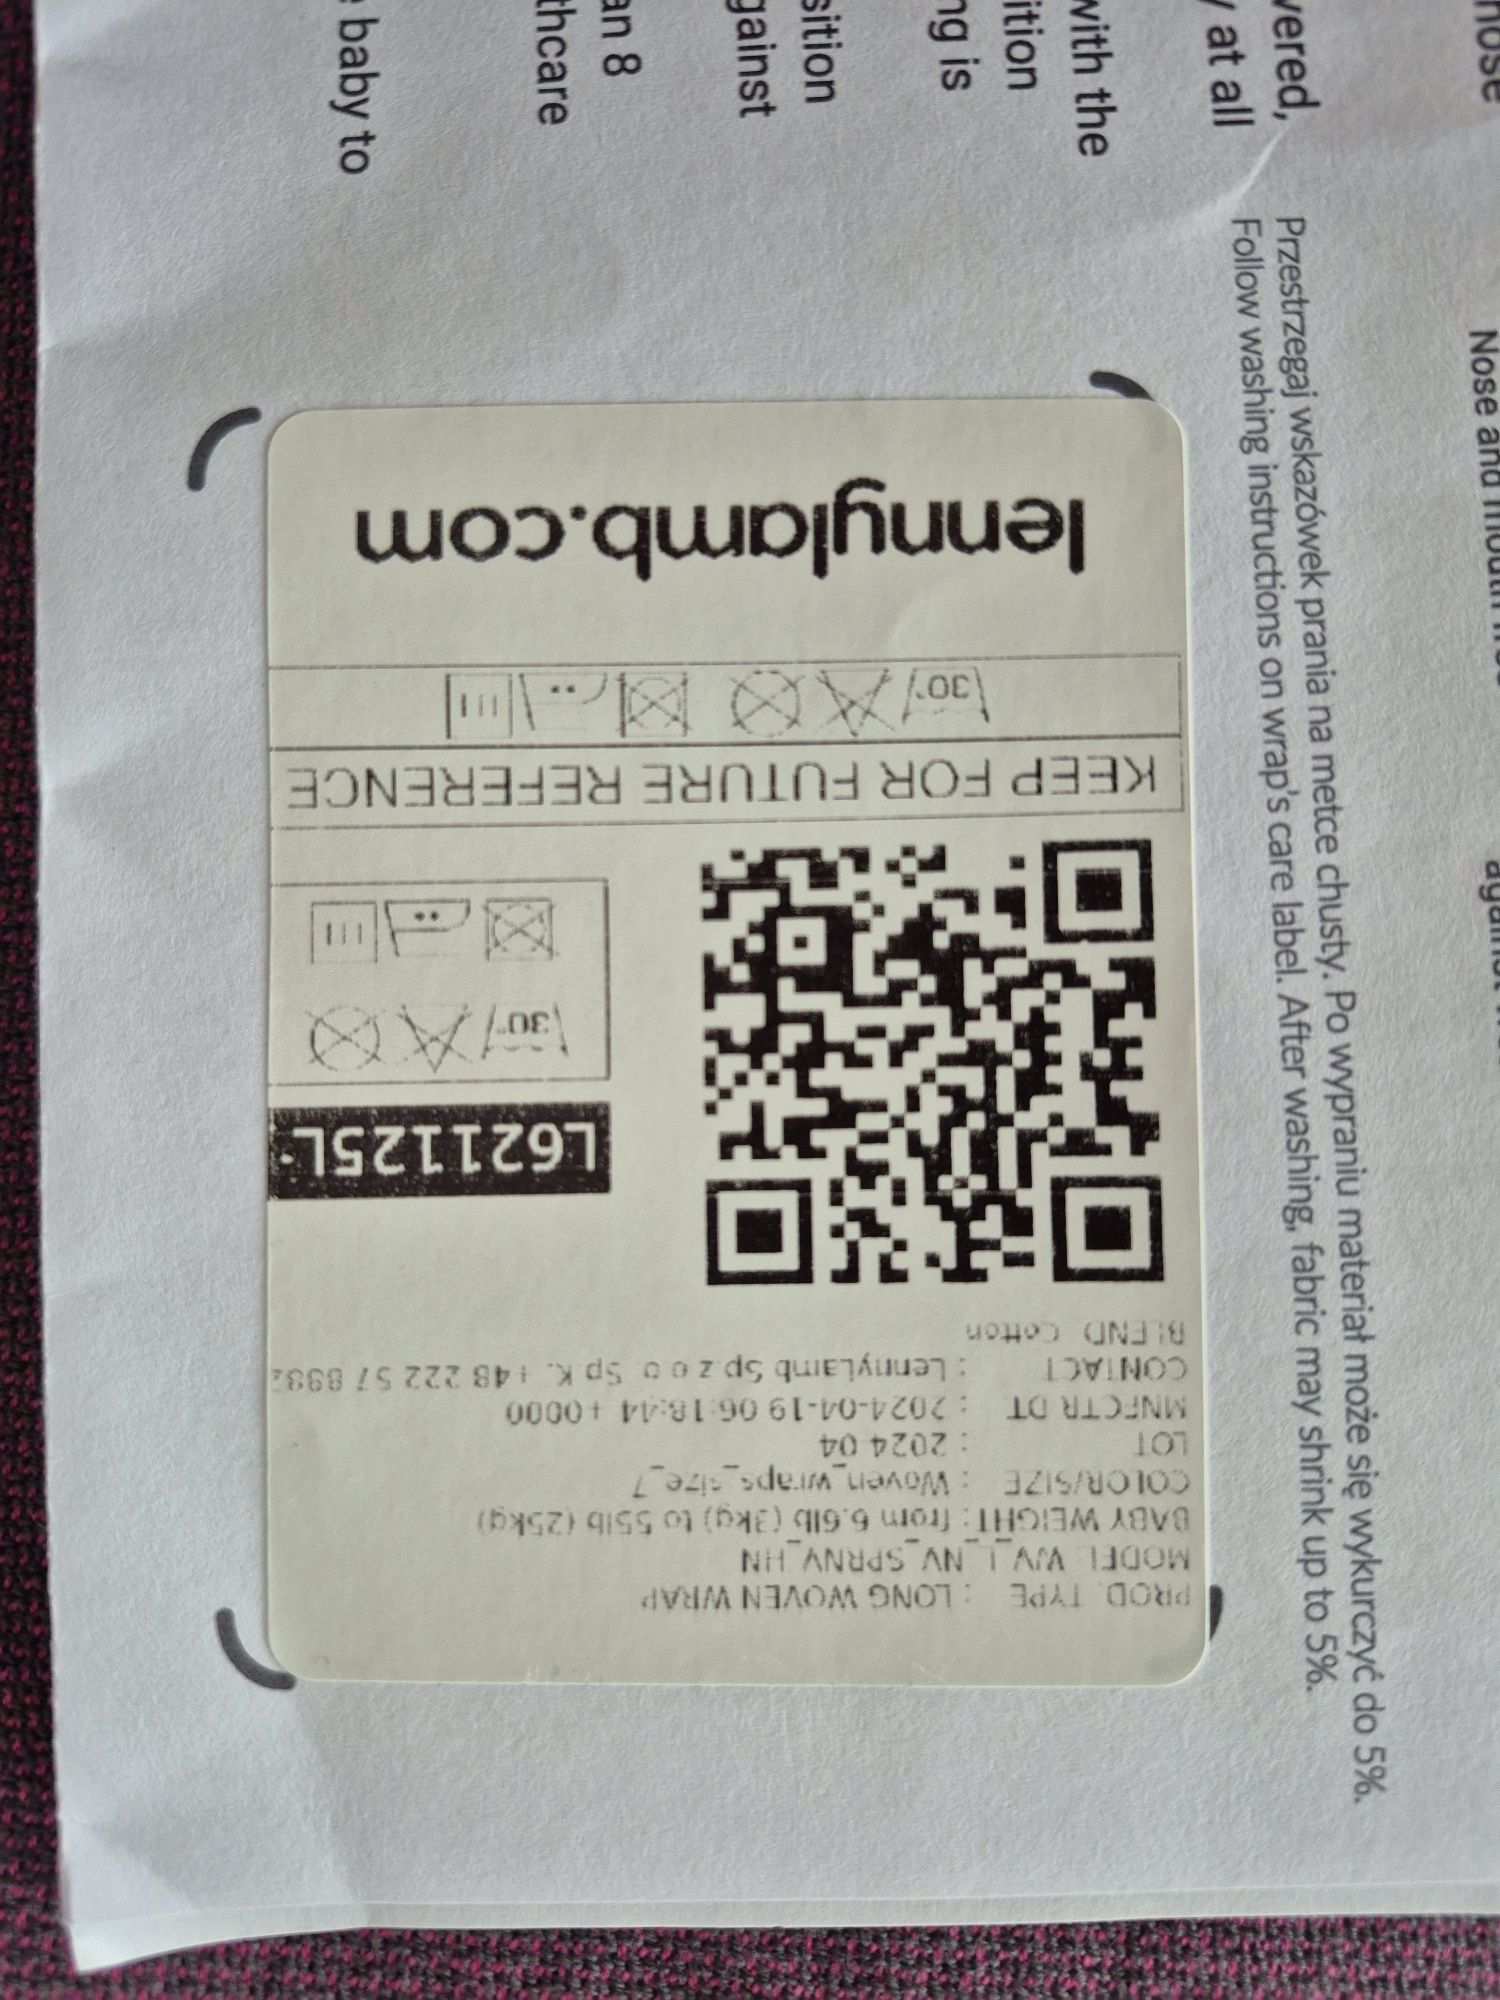 baby to
thcare
an 8
gainst
sition
ng is
ition
with the
at all
vered,
Nose and mouth
Przestrzegaj wskazówek prania na metce chusty. Po wypraniu materiał może się wykurczyć do 5%.
Follow washing instructions on wrap's care label. After washing, fabric may shrink up to 5%.
PROD. TYPE : LONG WOVEN WRAP
MODEL: WV_L_NV_SPRNV_HN
BABY WEIGHT: from 6.6lb (3kg) to 55lb (25kg)
COLOR/SIZE : Woven_wraps_size_7
LOT : 2024 04
MNFCTR DT : 2024-04-19 06:18:44 +0000
CONTACT : LennyLamb Sp z o o Sp K. +48 222 57 888
BLEND Cotton
L621125L
30°
KEEP FOR FUTURE REFERENCE
30°
lennylamb.com